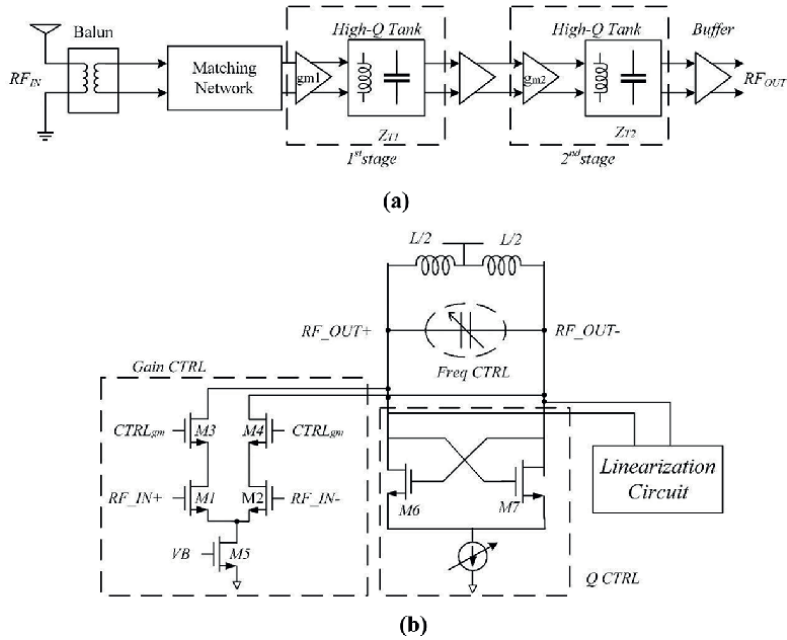 Balun
High-Q Tank
High-Q Tank
Buffer
RF_IN
Matching
Network
gm1
gm2
RF_OUT
Z_T1
Z_T2
1st stage
2nd stage
(a)
L/2
L/2
RF_OUT+
RF_OUT-
Freq CTRL
Gain CTRL
CTRLgm
M3
M4
CTRLgm
RF_IN+
M1
M2
RF_IN-
VB
M5
M6
M7
Linearization
Circuit
Q CTRL
(b)